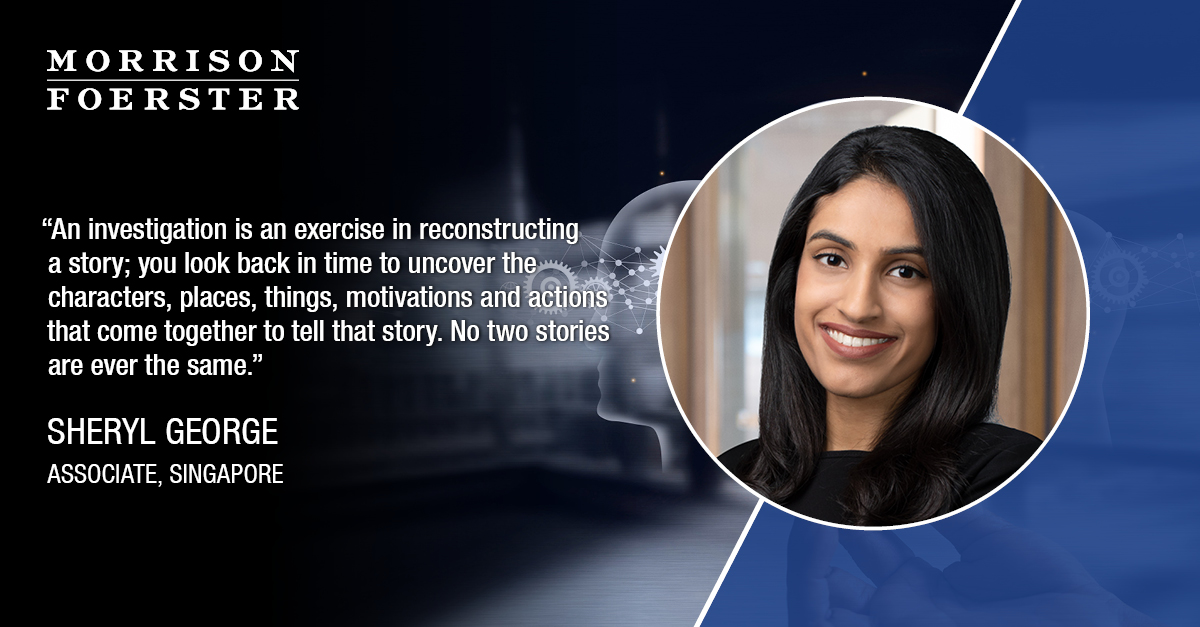 MORRISON
FOERSTER
“An investigation is an exercise in reconstructing
a story; you look back in time to uncover the
characters, places, things, motivations and actions
that come together to tell that story. No two stories
are ever the same.”
SHERYL GEORGE
ASSOCIATE, SINGAPORE